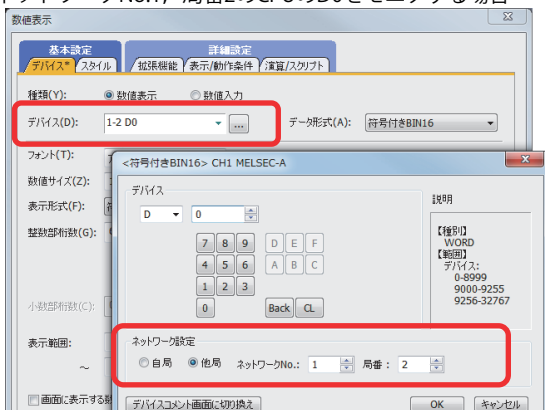 ネットワークNo.1, 局番2のCPUのD0をモニタする場合
数値表示
基本設定
詳細設定
デバイス* スタイル 拡張機能 表示/動作条件 演算/スクリプト
種類(Y): 数値表示 数値入力
デバイス(D): 1-2 D0 ... データ形式(A): 符号付きBIN16
フォント(T):
数値サイズ(Z):
表示形式(F):
整数部桁数(G):
小数部桁数(C):
表示範囲:
~
画面に表示する
<符号付きBIN16> CH1 MELSEC-A
デバイス
D 0
7 8 9 D E F
4 5 6 A B C
1 2 3
0 Back CL
説明
【種別】
WORD
【範囲】
デバイス:
0-8999
9000-9255
9256-32767
ネットワーク設定
自局 他局 ネットワークNo.: 1 局番: 2
デバイスコメント画面に切り換え OK キャンセル